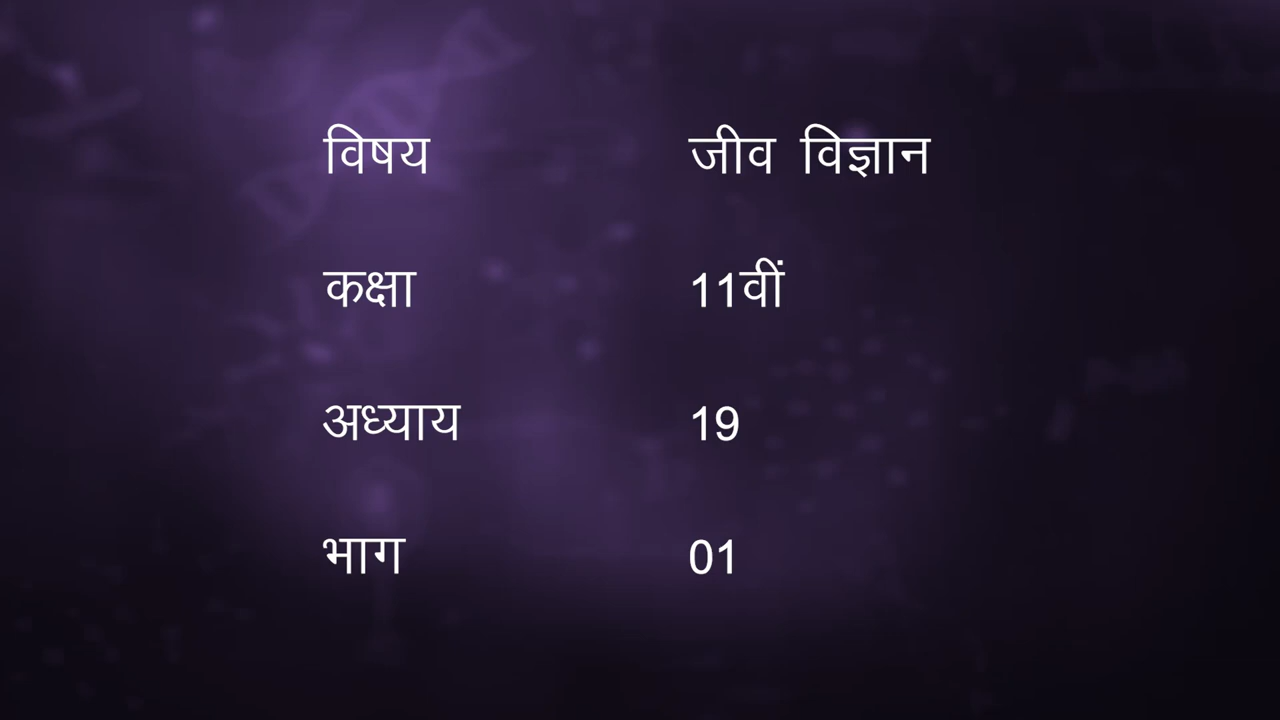 विषय जीव विज्ञान
कक्षा 11वीं
अध्याय 19
भाग 01